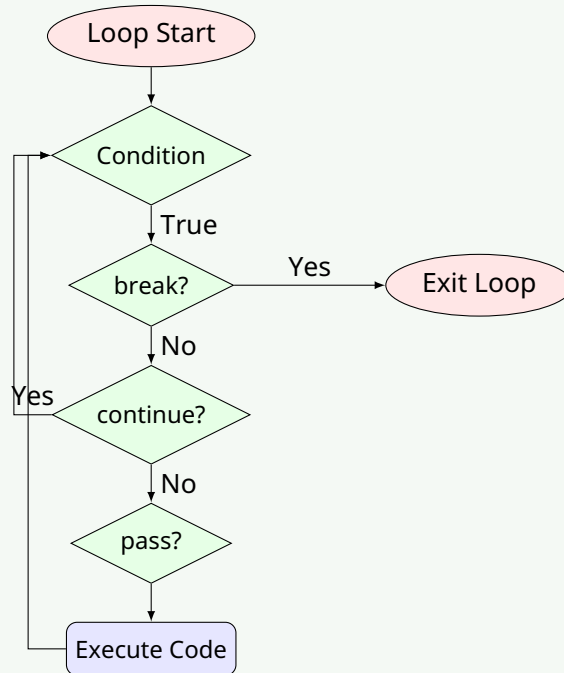 Loop Start
Condition
True
break?
Yes
Exit Loop
No
Yes
continue?
No
pass?
Execute Code